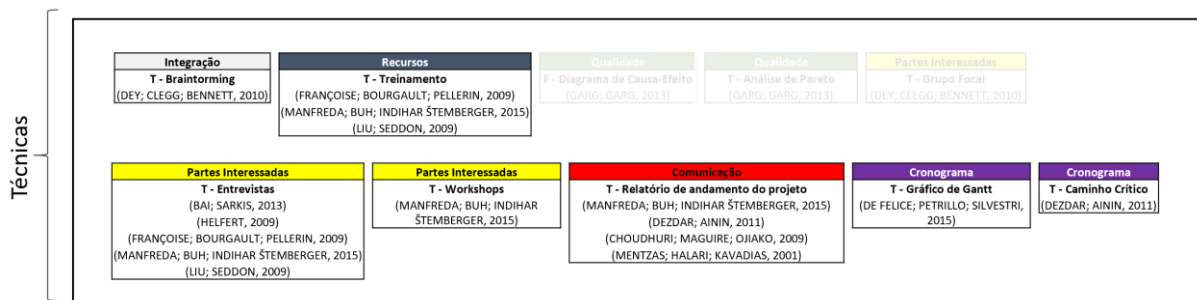 Técnicas
Integração
T - Braintorming
(DEY; CLEGG; BENNETT, 2010)
Recursos
T - Treinamento
(FRANÇOISE; BOURGAULT; PELLERIN, 2009)
(MANFREDA; BUH; INDIHAR ŠTEMBERGER, 2015)
(LIU; SEDDON, 2009)
Qualidade
F - Diagrama de Causa-Efeito
(GARG; GARG, 2013)
Qualidade
T - Análise de Pareto
(GARG; GARG, 2013)
Partes Interessadas
T - Grupo Focal
(DEY; CLEGG; BENNETT, 2010)
Partes Interessadas
T - Entrevistas
(BAI; SARKIS, 2013)
(HELFERT, 2009)
(FRANÇOISE; BOURGAULT; PELLERIN, 2009)
(MANFREDA; BUH; INDIHAR ŠTEMBERGER, 2015)
(LIU; SEDDON, 2009)
Partes Interessadas
T - Workshops
(MANFREDA; BUH; INDIHAR
ŠTEMBERGER, 2015)
Comunicação
T - Relatório de andamento do projeto
(MANFREDA; BUH; INDIHAR ŠTEMBERGER, 2015)
(DEZDAR; AININ, 2011)
(CHOUDHURI; MAGUIRE; OJIAKO, 2009)
(MENTZAS; HALARI; KAVADIAS, 2001)
Cronograma
T - Gráfico de Gantt
(DE FELICE; PETRILLO; SILVESTRI,
2015)
Cronograma
T - Caminho Crítico
(DEZDAR; AININ, 2011)